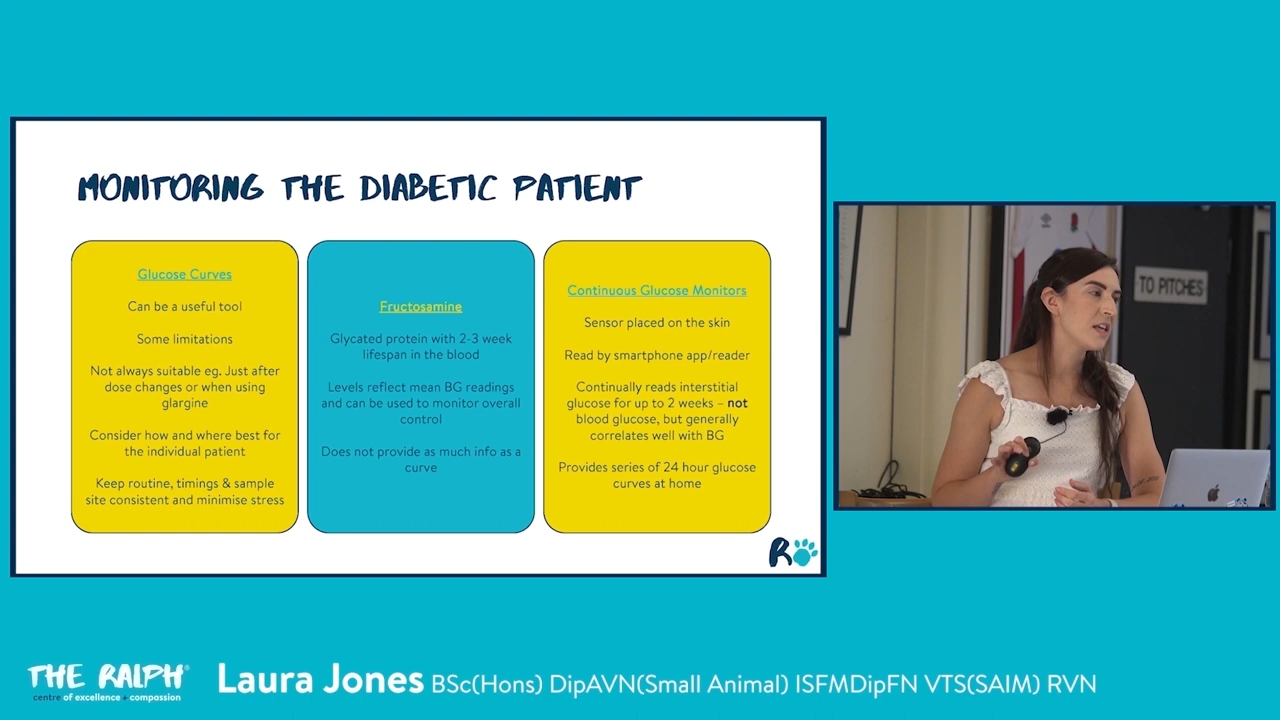 MONITORING THE DIABETIC PATIENT
Glucose Curves
Can be a useful tool
Some limitations
Not always suitable eg. Just after
dose changes or when using
glargine
Consider how and where best for
the individual patient
Keep routine, timings & sample
site consistent and minimise stress
Fructosamine
Glycated protein with 2-3 week
lifespan in the blood
Levels reflect mean BG readings
and can be used to monitor overall
control
Does not provide as much info as a
curve
Continuous Glucose Monitors
Sensor placed on the skin
Read by smartphone app/reader
Continually reads interstitial
glucose for up to 2 weeks – not
blood glucose, but generally
correlates well with BG
Provides series of 24 hour glucose
curves at home
R
TO PITCHES
THE RALPH®
centre of excellence + compassion
Laura Jones BSc(Hons) DipAVN(Small Animal) ISFMDipFN VTS(SAIM) RVN